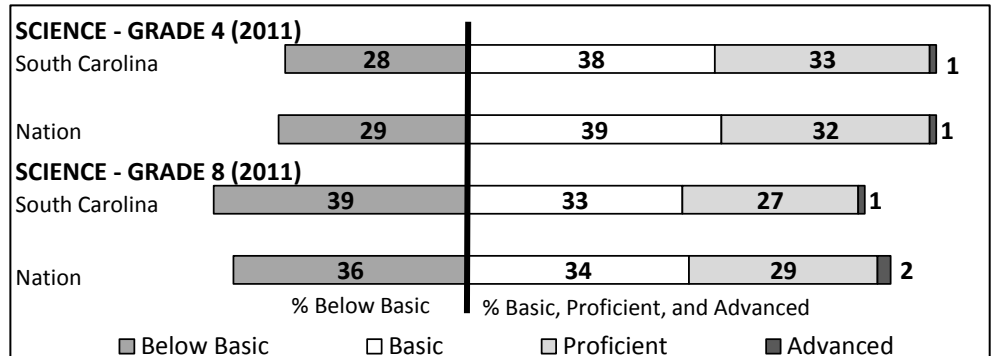 SCIENCE - GRADE 4 (2011)
South Carolina 28 38 33 1
Nation 29 39 32 1
SCIENCE - GRADE 8 (2011)
South Carolina 39 33 27 1
Nation 36 34 29 2
% Below Basic % Basic, Proficient, and Advanced
Below Basic Basic Proficient Advanced